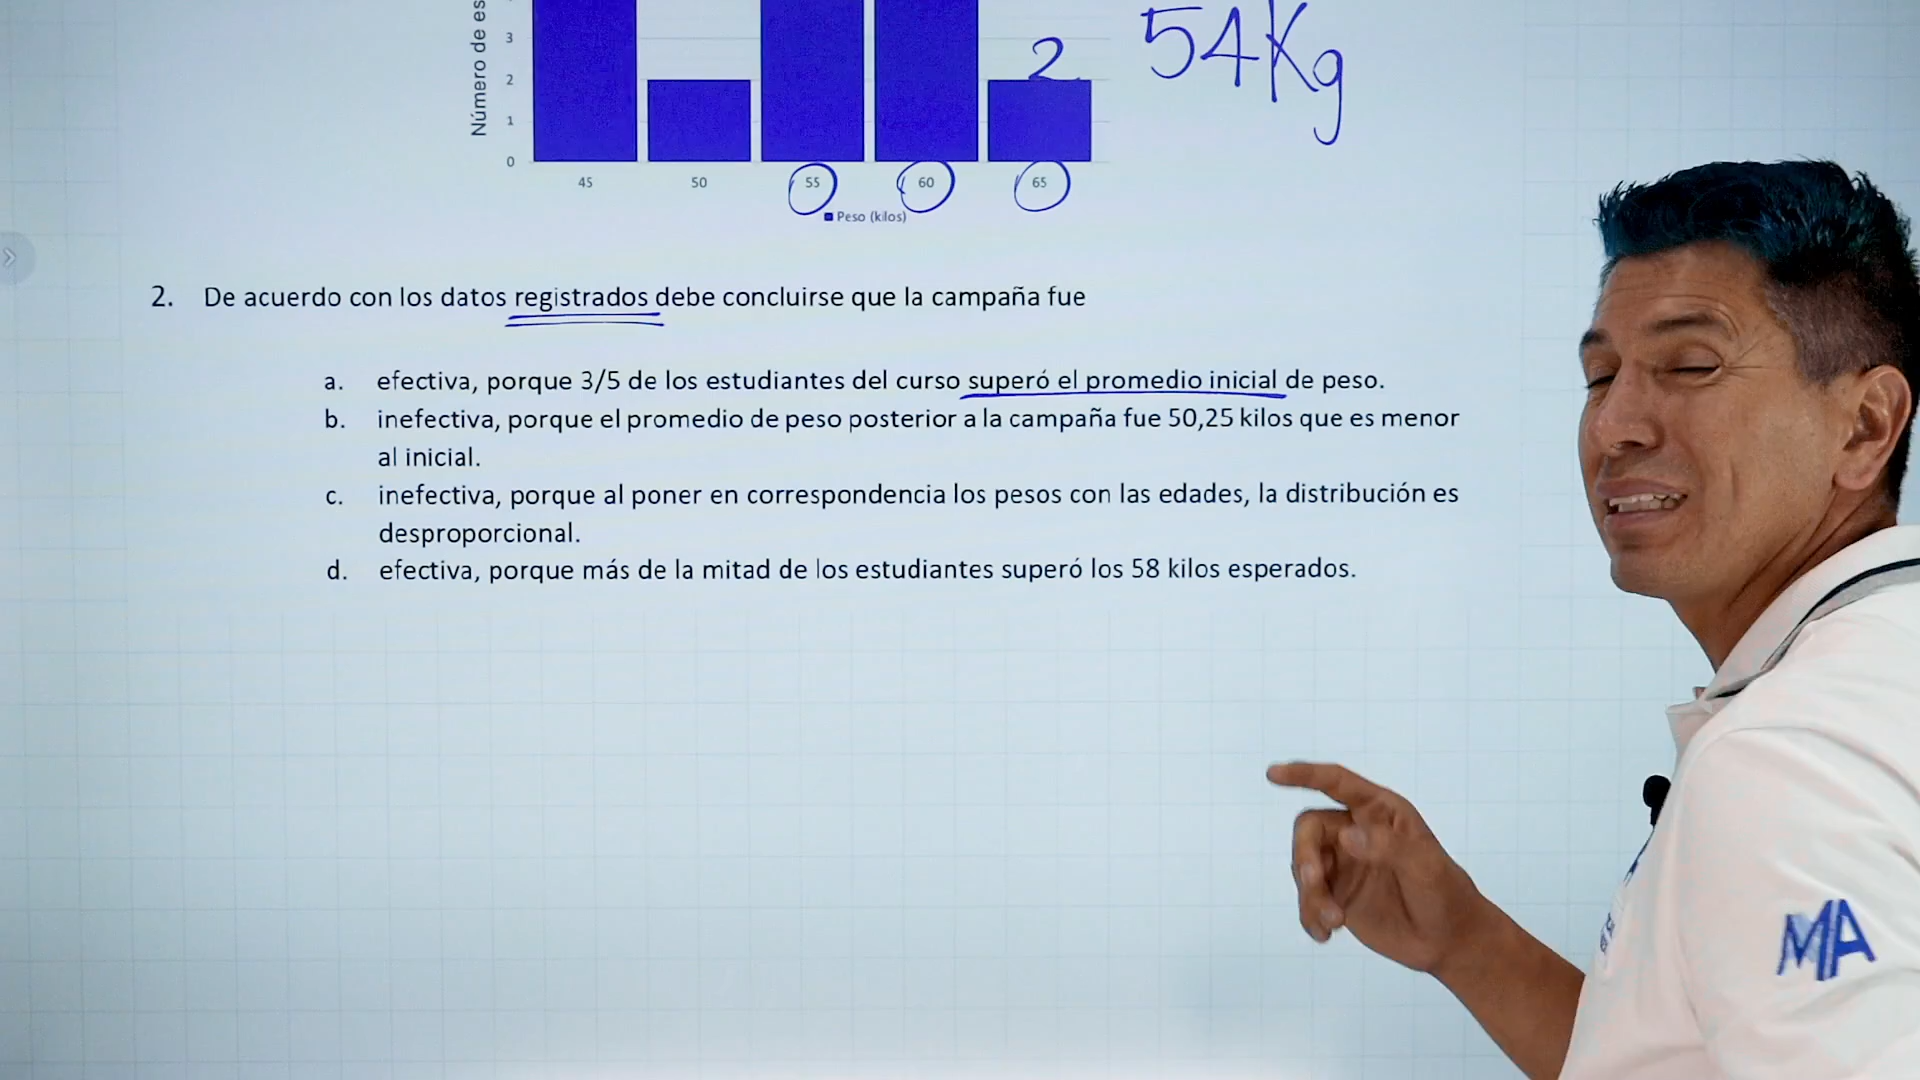 Número de es
3
2
1
0
2
54Kg
45 50 55 60 65
Peso (kilos)
2. De acuerdo con los datos registrados debe concluirse que la campaña fue
a. efectiva, porque 3/5 de los estudiantes del curso superó el promedio inicial de peso.
b. inefectiva, porque el promedio de peso posterior a la campaña fue 50,25 kilos que es menor
al inicial.
c. inefectiva, porque al poner en correspondencia los pesos con las edades, la distribución es
desproporcional.
d. efectiva, porque más de la mitad de los estudiantes superó los 58 kilos esperados.
MA